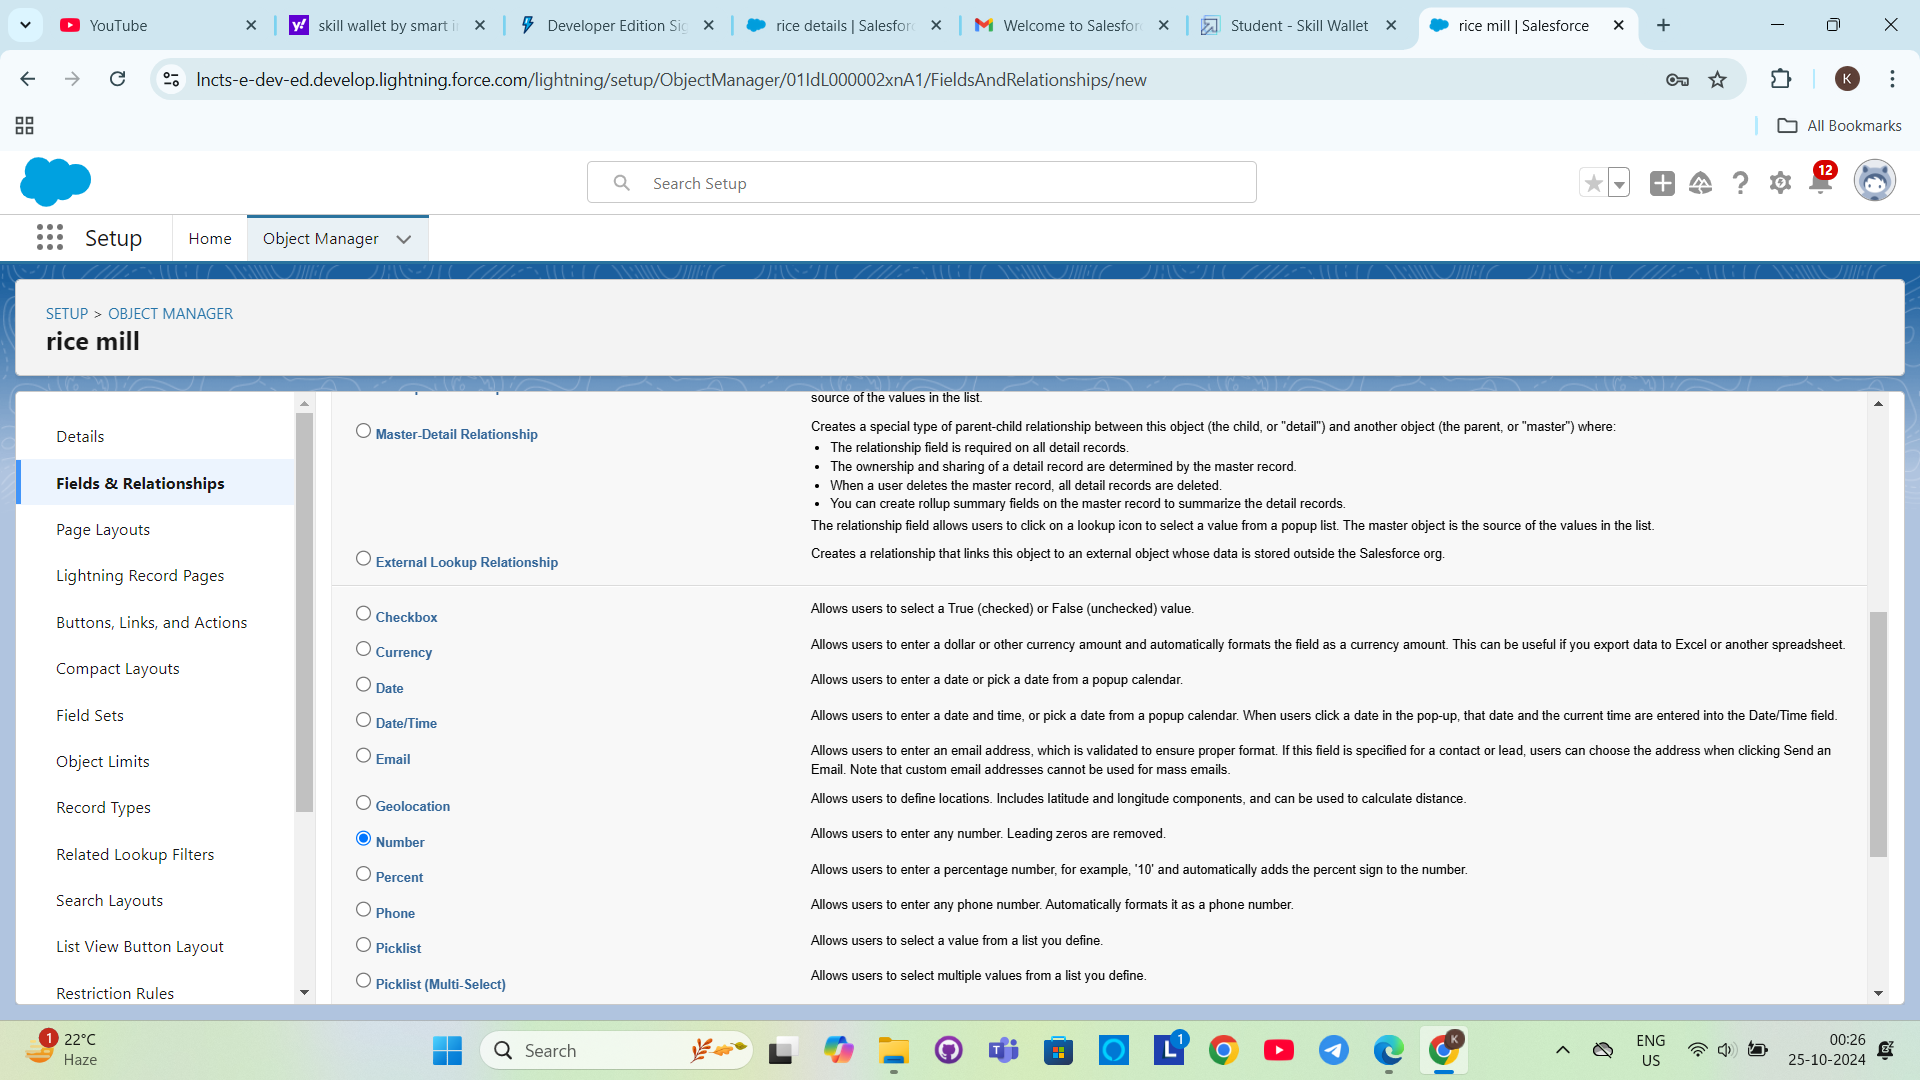 YouTube
skill wallet by smart i
Developer Edition Sig
rice details | Salesforc
Welcome to Salesfor
Student - Skill Wallet
rice mill | Salesforce
lncts-e-dev-ed.develop.lightning.force.com/lightning/setup/ObjectManager/01IdL000002xnA1/FieldsAndRelationships/new
K
All Bookmarks
Search Setup
12
Setup
Home
Object Manager
SETUP > OBJECT MANAGER
rice mill
Details
Fields & Relationships
Page Layouts
Lightning Record Pages
Buttons, Links, and Actions
Compact Layouts
Field Sets
Object Limits
Record Types
Related Lookup Filters
Search Layouts
List View Button Layout
Restriction Rules
source of the values in the list.
Master-Detail Relationship
Creates a special type of parent-child relationship between this object (the child, or "detail") and another object (the parent, or "master") where:
• The relationship field is required on all detail records.
• The ownership and sharing of a detail record are determined by the master record.
• When a user deletes the master record, all detail records are deleted.
• You can create rollup summary fields on the master record to summarize the detail records.
The relationship field allows users to click on a lookup icon to select a value from a popup list. The master object is the source of the values in the list.
External Lookup Relationship
Creates a relationship that links this object to an external object whose data is stored outside the Salesforce org.
Checkbox
Allows users to select a True (checked) or False (unchecked) value.
Currency
Allows users to enter a dollar or other currency amount and automatically formats the field as a currency amount. This can be useful if you export data to Excel or another spreadsheet.
Date
Allows users to enter a date or pick a date from a popup calendar.
Date/Time
Allows users to enter a date and time, or pick a date from a popup calendar. When users click a date in the pop-up, that date and the current time are entered into the Date/Time field.
Email
Allows users to enter an email address, which is validated to ensure proper format. If this field is specified for a contact or lead, users can choose the address when clicking Send an
Email. Note that custom email addresses cannot be used for mass emails.
Geolocation
Allows users to define locations. Includes latitude and longitude components, and can be used to calculate distance.
Number
Allows users to enter any number. Leading zeros are removed.
Percent
Allows users to enter a percentage number, for example, '10' and automatically adds the percent sign to the number.
Phone
Allows users to enter any phone number. Automatically formats it as a phone number.
Picklist
Allows users to select a value from a list you define.
Picklist (Multi-Select)
Allows users to select multiple values from a list you define.
1
22°C
Haze
Search
1
K
ENG
US
00:26
25-10-2024